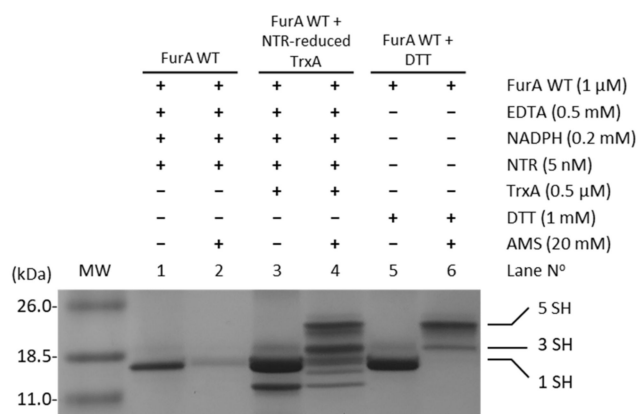 FurA WT
FurA WT +
NTR-reduced
TrxA
FurA WT +
DTT
+ + + + + + FurA WT (1 µM)
+ + + + – – EDTA (0.5 mM)
+ + + + – – NADPH (0.2 mM)
+ + + + – – NTR (5 nM)
– – + + – – TrxA (0.5 µM)
– – – – + + DTT (1 mM)
– + – + – + AMS (20 mM)
(kDa) MW 1 2 3 4 5 6 Lane Nº
26.0-
18.5-
11.0-
5 SH
3 SH
1 SH